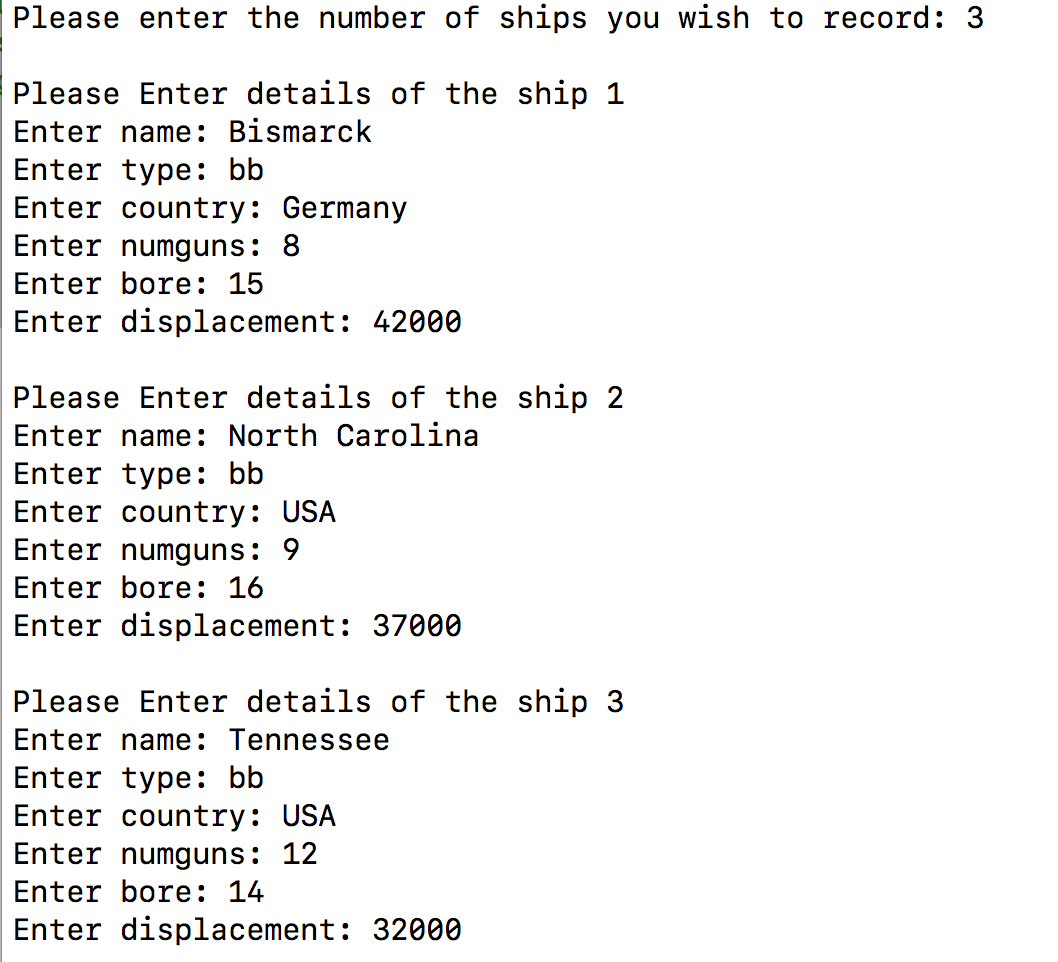 Please enter the number of ships you wish to record: 3
Please Enter details of the ship 1
Enter name: Bismarck
Enter type: bb
Enter country: Germany
Enter numguns: 8
Enter bore: 15
Enter displacement: 42000
Please Enter details of the ship 2
Enter name: North Carolina
Enter type: bb
Enter country: USA
Enter numguns: 9
Enter bore: 16
Enter displacement: 37000
Please Enter details of the ship 3
Enter name: Tennessee
Enter type: bb
Enter country: USA
Enter numguns: 12
Enter bore: 14
Enter displacement: 32000